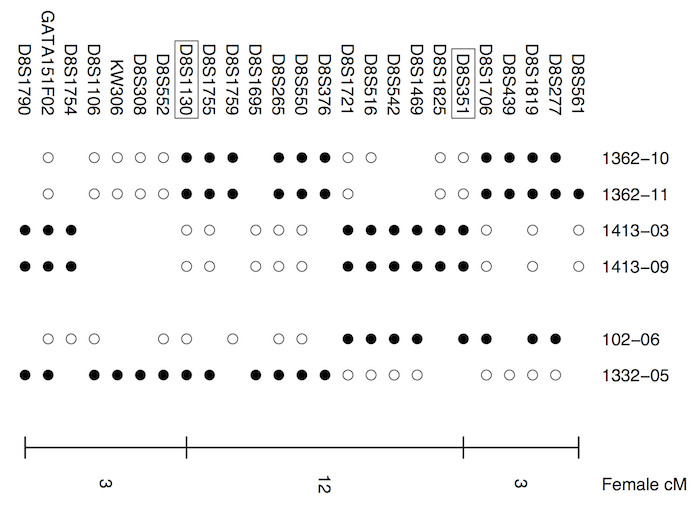 D8S1790
GATA151F02
D8S1754
D8S1106
KW306
D8S308
D8S552
D8S1130
D8S1755
D8S1759
D8S1695
D8S265
D8S550
D8S376
D8S1721
D8S516
D8S542
D8S1469
D8S1825
D8S351
D8S1706
D8S439
D8S1819
D8S277
D8S561
1362−10
1362−11
1413−03
1413−09
102−06
1332−05
3
12
3
Female cM